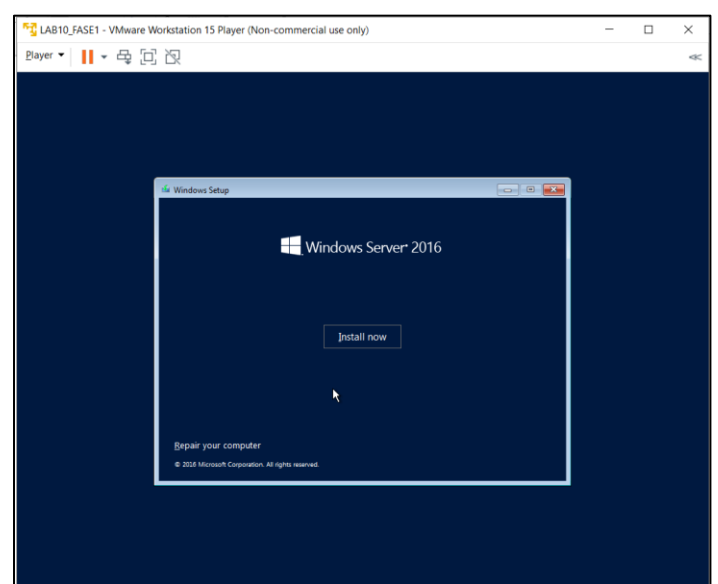 LAB10_FASE1 - VMware Workstation 15 Player (Non-commercial use only)
Player
Windows Setup
Windows Server 2016
Install now
Repair your computer
© 2016 Microsoft Corporation. All rights reserved.